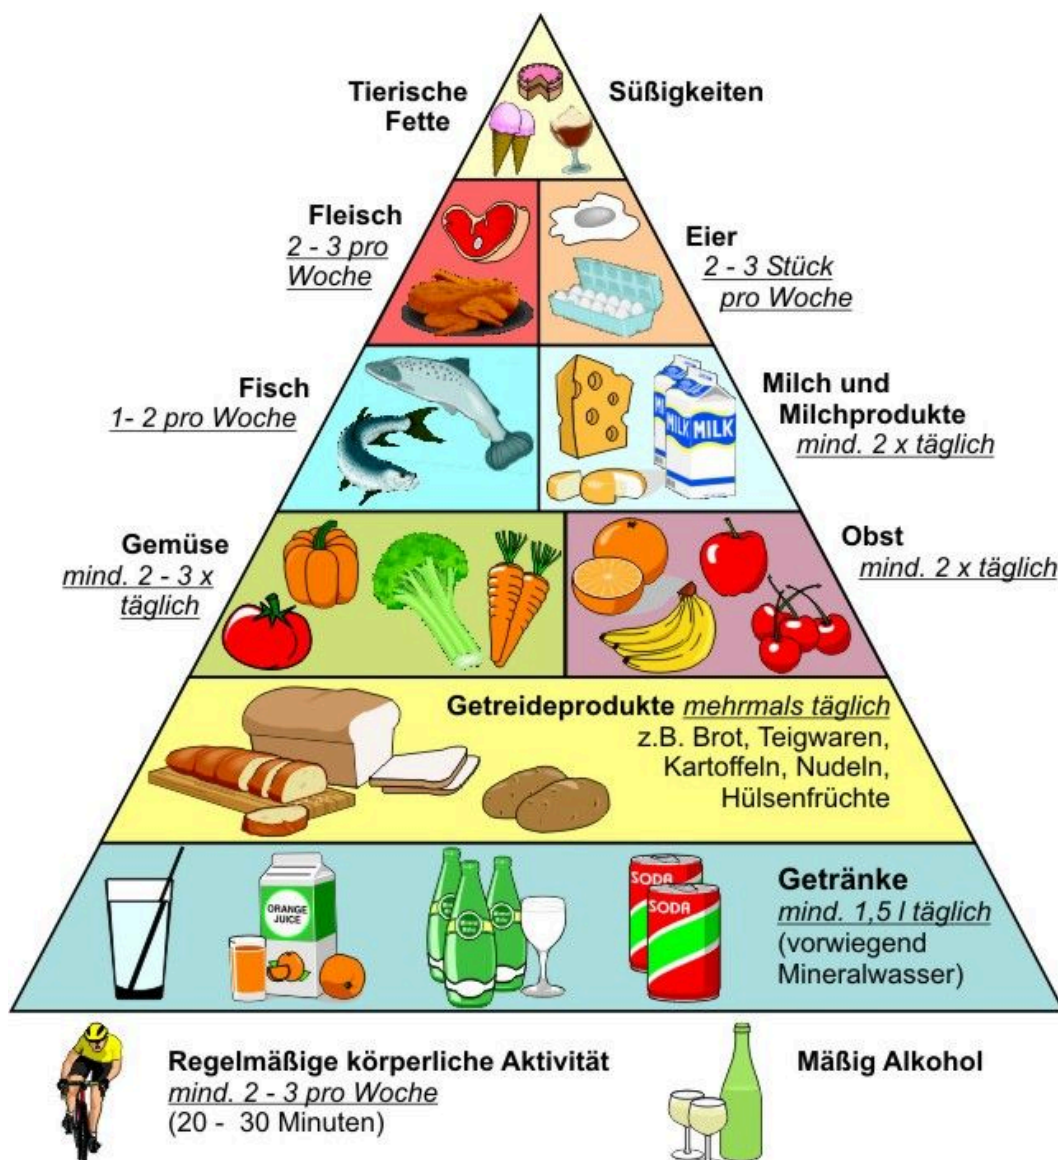 Tierische
Fette
Süßigkeiten
Fleisch
2 - 3 pro
Woche
Eier
2 - 3 Stück
pro Woche
Fisch
1- 2 pro Woche
Milch und
Milchprodukte
mind. 2 x täglich
MILK
MILK
Gemüse
mind. 2 - 3 x
täglich
Obst
mind. 2 x täglich
Getreideprodukte mehrmals täglich
z.B. Brot, Teigwaren,
Kartoffeln, Nudeln,
Hülsenfrüchte
ORANGE
JUICE
SODA
SODA
Getränke
mind. 1,5 l täglich
(vorwiegend
Mineralwasser)
Regelmäßige körperliche Aktivität
mind. 2 - 3 pro Woche
(20 - 30 Minuten)
Mäßig Alkohol